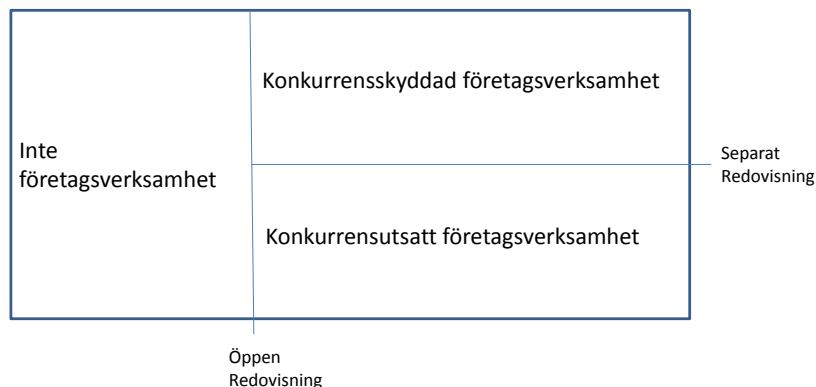 Konkurrensskyddad företagsverksamhet
Inte
företagsverksamhet
Separat
Redovisning
Konkurrensutsatt företagsverksamhet
Öppen
Redovisning